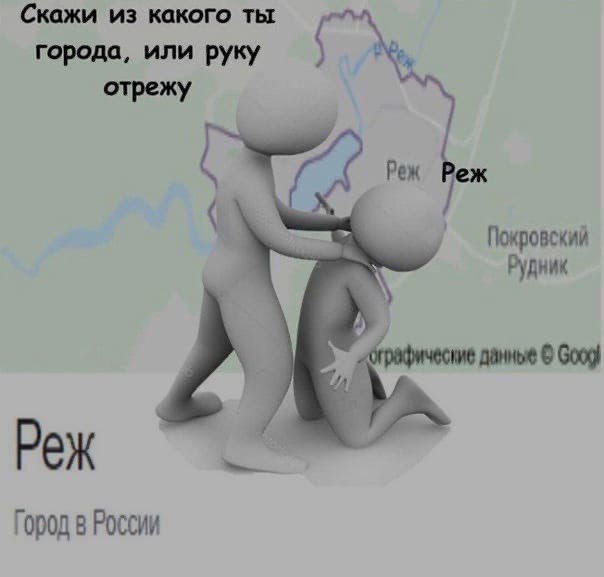 Скажи из какого ты
города, или руку
отрежу
р. Реж
Реж Реж
Покровский
Рудник
ографические данные © Googl
Реж
Город в России